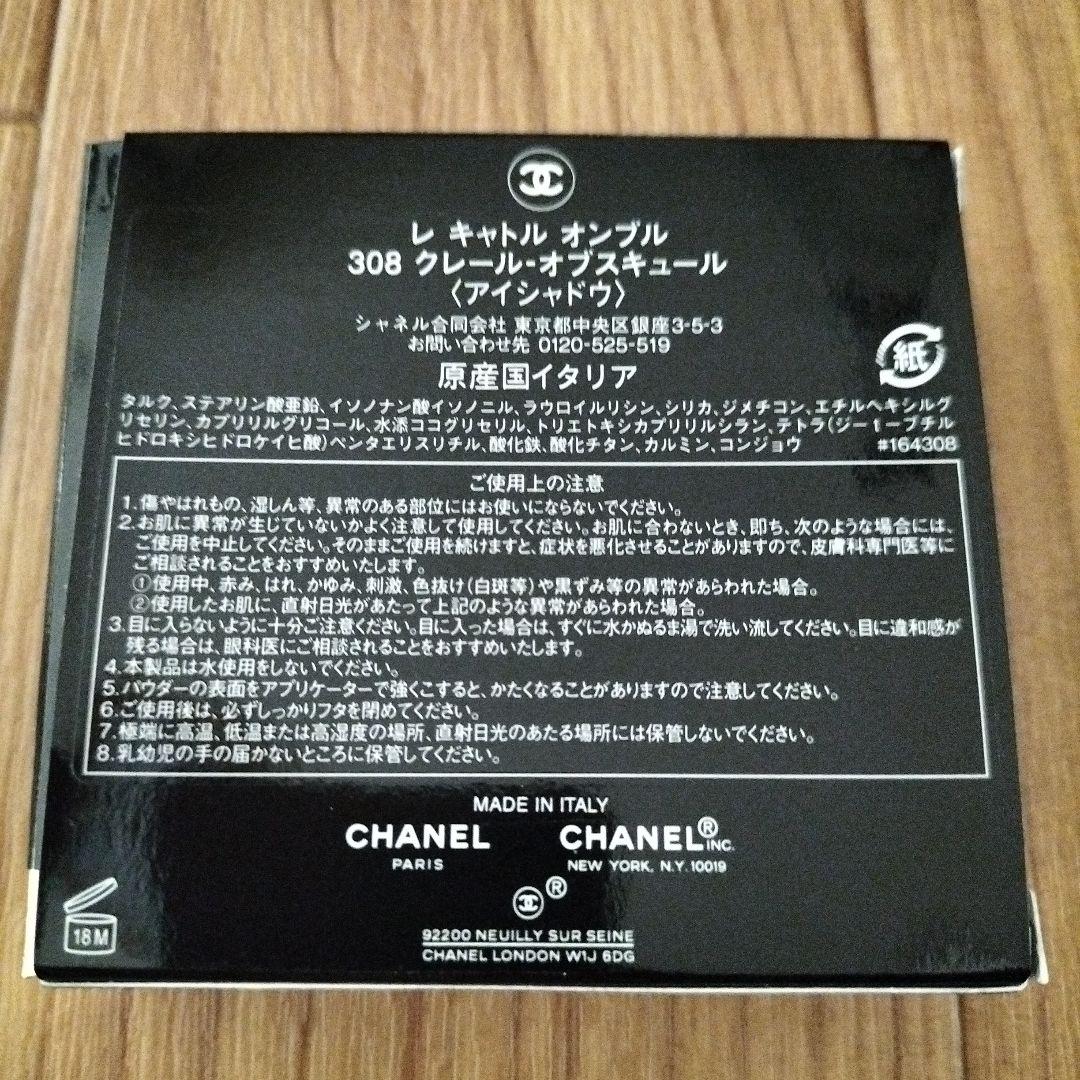 レ キャトル オンブル
308 クレール-オブスキュール
〈アイシャドウ〉
シャネル合同会社 東京都中央区銀座3-5-3
お問い合わせ先 0120-525-519
原産国イタリア
紙
タルク、ステアリン酸亜鉛、イソノナン酸イソノニル、ラウロイルリシン、シリカ、ジメチコン、エチルヘキシルグ
リセリン、カプリリルグリコール、水添ココグリセリル、トリエトキシカプリリルシラン、テトラ(ジーtーブチル
ヒドロキシヒドロケイヒ酸)ペンタエリスリチル、酸化鉄、酸化チタン、カルミン、コンジョウ #164308
ご使用上の注意
1.傷やはれもの、湿しん等、異常のある部位にはお使いにならないでください。
2.お肌に異常が生じていないかよく注意して使用してください。お肌に合わないとき、即ち、次のような場合には、
ご使用を中止してください。そのままご使用を続けますと、症状を悪化させることがありますので、皮膚科専門医等に
ご相談されることをおすすめいたします。
①使用中、赤み、はれ、かゆみ、刺激、色抜け(白斑等)や黒ずみ等の異常があらわれた場合。
②使用したお肌に、直射日光があたって上記のような異常があらわれた場合。
3.目に入らないように十分ご注意ください。目に入った場合は、すぐに水かぬるま湯で洗い流してください。目に違和感が
残る場合は、眼科医にご相談されることをおすすめいたします。
4.本製品は水使用をしないでください。
5.パウダーの表面をアプリケーターで強くこすると、かたくなることがありますので注意してください。
6.ご使用後は、必ずしっかりフタを閉めてください。
7.極端に高温、低温または高湿度の場所、直射日光のあたる場所には保管しないでください。
8.乳幼児の手の届かないところに保管してください。
MADE IN ITALY
CHANEL CHANEL® INC.
PARIS NEW YORK, N.Y. 10019
®
18M
92200 NEUILLY SUR SEINE
CHANEL LONDON W1J 6DG